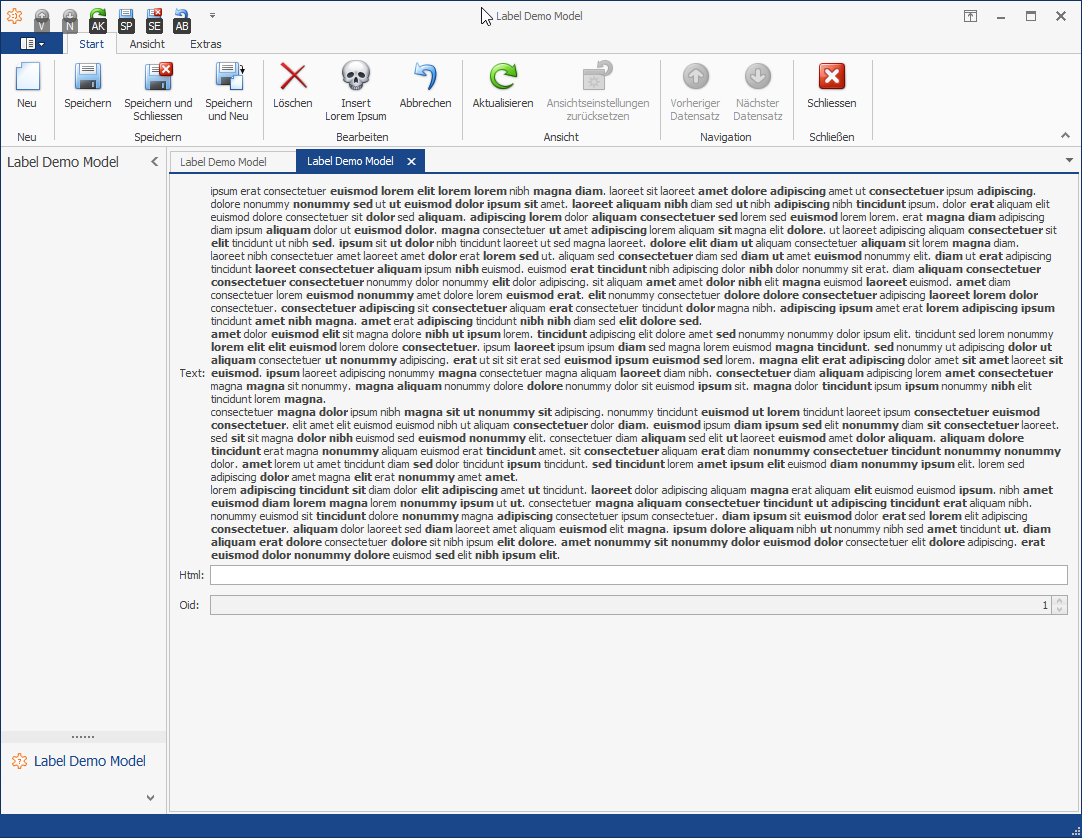 Label Demo Model
V N AK SP SE AB
Start Ansicht Extras
Neu Speichern Speichern und Schliessen Speichern und Neu Löschen Insert Lorem Ipsum Abbrechen Aktualisieren Ansichtseinstellungen zurücksetzen Vorheriger Datensatz Nächster Datensatz Schliessen
Neu Speichern Bearbeiten Ansicht Navigation Schließen
Label Demo Model
Label Demo Model Label Demo Model
ipsum erat consectetuer euismod lorem elit lorem lorem nibh magna diam. laoreet sit laoreet amet dolore adipiscing amet ut consectetuer ipsum adipiscing.
dolore nonummy nonummy sed ut ut euismod dolor ipsum sit amet. laoreet aliquam nibh diam sed ut nibh adipiscing nibh tincidunt ipsum. dolor erat aliquam elit
euismod dolore consectetuer sit dolor sed aliquam. adipiscing lorem dolor aliquam consectetuer sed lorem sed euismod lorem lorem. erat magna diam adipiscing
diam ipsum aliquam dolor ut euismod dolor. magna consectetuer ut amet adipiscing lorem aliquam sit magna elit dolore. ut laoreet adipiscing aliquam consectetuer sit
elit tincidunt ut nibh sed. ipsum sit ut dolor nibh tincidunt laoreet ut sed magna laoreet. dolore elit diam ut aliquam consectetuer aliquam sit lorem magna diam.
laoreet nibh consectetuer amet laoreet amet dolor erat lorem sed ut. aliquam sed consectetuer diam sed diam ut amet euismod nonummy elit. diam ut erat adipiscing
tincidunt laoreet consectetuer aliquam ipsum nibh euismod. euismod erat tincidunt nibh adipiscing dolor nibh dolor nonummy sit erat. diam aliquam consectetuer
consectetuer consectetuer nonummy dolor nonummy elit dolor adipiscing. sit aliquam amet amet dolor nibh elit magna euismod laoreet euismod. amet diam
consectetuer lorem euismod nonummy amet dolore lorem euismod erat. elit nonummy consectetuer dolore dolore consectetuer adipiscing laoreet lorem dolor
consectetuer. consectetuer adipiscing sit consectetuer aliquam erat consectetuer tincidunt dolor magna nibh. adipiscing ipsum amet erat lorem adipiscing ipsum
tincidunt amet nibh magna. amet erat adipiscing tincidunt nibh nibh diam sed elit dolore sed.
amet dolor euismod elit sit magna dolore nibh ut ipsum lorem. tincidunt adipiscing elit dolore amet sed nonummy nonummy dolor ipsum elit. tincidunt sed lorem nonummy
lorem elit elit euismod lorem dolore consectetuer. ipsum laoreet ipsum ipsum diam sed magna lorem euismod magna tincidunt. sed nonummy ut adipiscing dolor ut
aliquam consectetuer ut nonummy adipiscing. erat ut sit sit erat sed euismod ipsum euismod sed lorem. magna elit erat adipiscing dolor amet sit amet laoreet sit
Text: euismod. ipsum laoreet adipiscing nonummy magna consectetuer magna aliquam laoreet diam nibh. consectetuer diam aliquam adipiscing lorem amet consectetuer
magna magna sit nonummy. magna aliquam nonummy dolore dolore nonummy dolor sit euismod ipsum sit. magna dolor tincidunt ipsum ipsum nonummy nibh elit
tincidunt lorem magna.
consectetuer magna dolor ipsum nibh magna sit ut nonummy sit adipiscing. nonummy tincidunt euismod ut lorem tincidunt laoreet ipsum consectetuer euismod
consectetuer. elit amet elit euismod euismod nibh ut aliquam consectetuer dolor diam. euismod ipsum diam ipsum sed elit nonummy diam sit consectetuer laoreet.
sed sit sit magna dolor nibh euismod sed euismod nonummy elit. consectetuer diam aliquam sed elit ut laoreet euismod amet dolor aliquam. aliquam dolore
tincidunt erat magna nonummy aliquam euismod erat tincidunt amet. sit consectetuer aliquam erat diam nonummy consectetuer tincidunt nonummy nonummy
dolor. amet lorem ut amet tincidunt diam sed dolor tincidunt ipsum tincidunt. sed tincidunt lorem amet ipsum elit euismod diam nonummy ipsum elit. lorem sed
adipiscing dolor amet magna elit erat nonummy amet amet.
lorem adipiscing tincidunt sit diam dolor elit adipiscing amet ut tincidunt. laoreet dolor adipiscing aliquam magna erat aliquam elit euismod euismod ipsum. nibh amet
euismod diam lorem magna lorem nonummy ipsum ut ut. consectetuer magna aliquam consectetuer tincidunt ut adipiscing tincidunt erat aliquam nibh.
nonummy euismod sit tincidunt dolore nonummy magna adipiscing consectetuer ipsum consectetuer. diam ipsum sit euismod dolor erat sed lorem elit adipiscing
consectetuer. aliquam dolor laoreet sed diam laoreet amet aliquam euismod elit magna. ipsum dolore aliquam nibh ut nonummy nibh sed amet tincidunt ut. diam
aliquam erat dolore consectetuer dolore sit nibh ipsum elit dolore. amet nonummy sit nonummy dolor euismod dolor consectetuer elit dolore adipiscing. erat
euismod dolor nonummy dolore euismod sed elit nibh ipsum elit.
Html:
Oid: 1
Label Demo Model